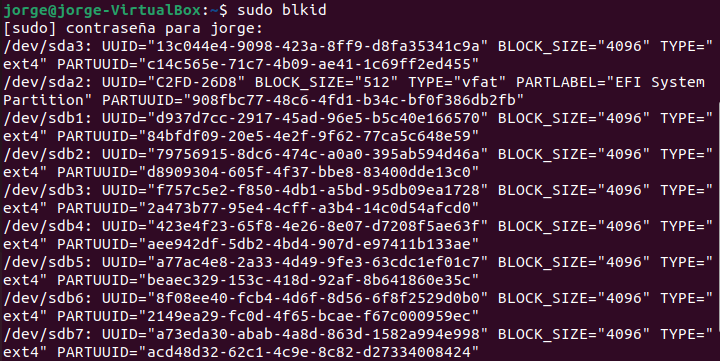 jorge@jorge-VirtualBox:~$ sudo blkid
[sudo] contraseña para jorge:
/dev/sda3: UUID="13c044e4-9098-423a-8ff9-d8fa35341c9a" BLOCK_SIZE="4096" TYPE="
ext4" PARTUUID="c14c565e-71c7-4b09-ae41-1c69ff2ed455"
/dev/sda2: UUID="C2FD-26D8" BLOCK_SIZE="512" TYPE="vfat" PARTLABEL="EFI System
Partition" PARTUUID="908fbc77-48c6-4fd1-b34c-bf0f386db2fb"
/dev/sdb1: UUID="d937d7cc-2917-45ad-96e5-b5c40e166570" BLOCK_SIZE="4096" TYPE="
ext4" PARTUUID="84bfdf09-20e5-4e2f-9f62-77ca5c648e59"
/dev/sdb2: UUID="79756915-8dc6-474c-a0a0-395ab594d46a" BLOCK_SIZE="4096" TYPE="
ext4" PARTUUID="d8909304-605f-4f37-bbe8-83400dde13c0"
/dev/sdb3: UUID="f757c5e2-f850-4db1-a5bd-95db09ea1728" BLOCK_SIZE="4096" TYPE="
ext4" PARTUUID="2a473b77-95e4-4cff-a3b4-14c0d54afcd0"
/dev/sdb4: UUID="423e4f23-65f8-4e26-8e07-d7208f5ae63f" BLOCK_SIZE="4096" TYPE="
ext4" PARTUUID="aee942df-5db2-4bd4-907d-e97411b133ae"
/dev/sdb5: UUID="a77ac4e8-2a33-4d49-9fe3-63cdc1ef01c7" BLOCK_SIZE="4096" TYPE="
ext4" PARTUUID="beaec329-153c-418d-92af-8b641860e35c"
/dev/sdb6: UUID="8f08ee40-fcb4-4d6f-8d56-6f8f2529d0b0" BLOCK_SIZE="4096" TYPE="
ext4" PARTUUID="2149ea29-fc0d-4f65-bcae-f67c000959ec"
/dev/sdb7: UUID="a73eda30-abab-4a8d-863d-1582a994e998" BLOCK_SIZE="4096" TYPE="
ext4" PARTUUID="acd48d32-62c1-4c9e-8c82-d27334008424"